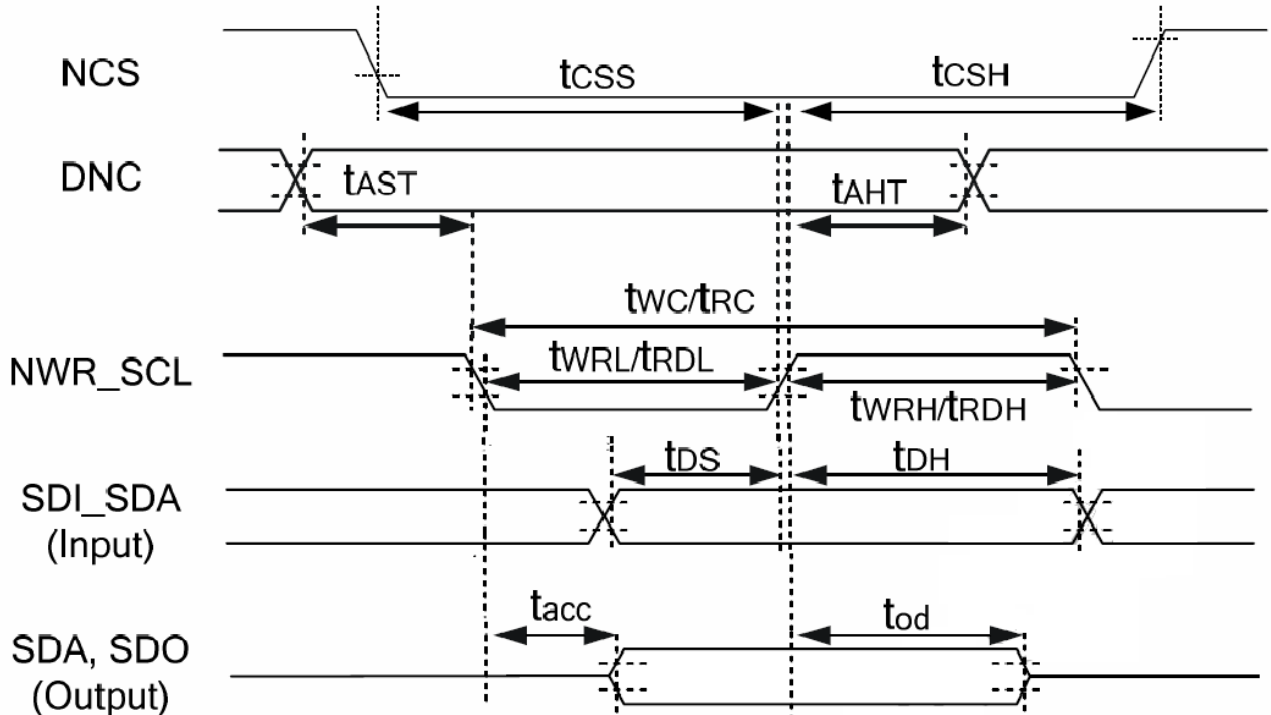 NCS
tCSS
tCSH
DNC
tAST
tAHT
tWC/tRC
NWR_SCL
tWRL/tRDL
tWRH/tRDH
tDS
tDH
SDI_SDA
(Input)
tacc
tod
SDA, SDO
(Output)